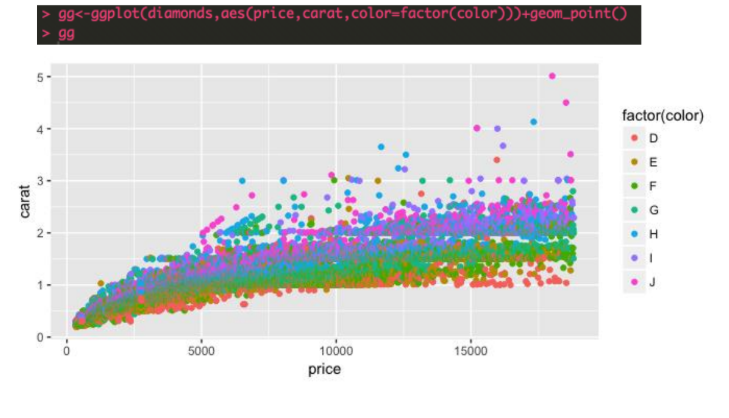 > gg<-ggplot(diamonds,aes(price,carat,color=factor(color)))+geom_point()
> gg
5
4
3
2
1
0
carat
0 5000 10000 15000
price
factor(color)
D
E
F
G
H
I
J